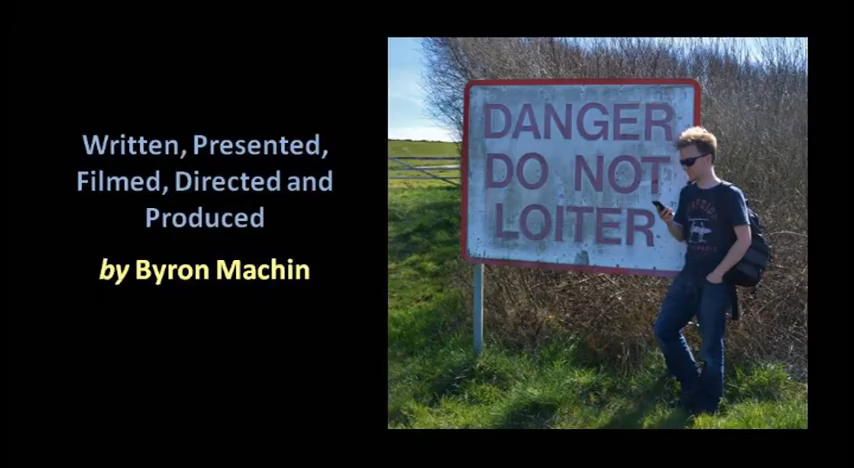 Written, Presented,
Filmed, Directed and
Produced
by Byron Machin
DANGER
DO NOT
LOITER